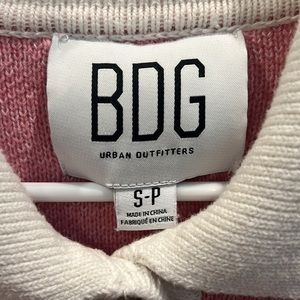 BDG
URBAN OUTFITTERS
S-P
MADE IN CHINA
FABRIQUÉ EN CHINE